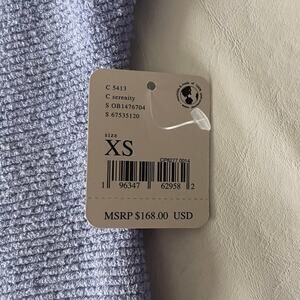 C 5413
C serenity
S OB1476704
S 67535120
size
XS
1 96347 62958 2
MSRP $168.00 USD